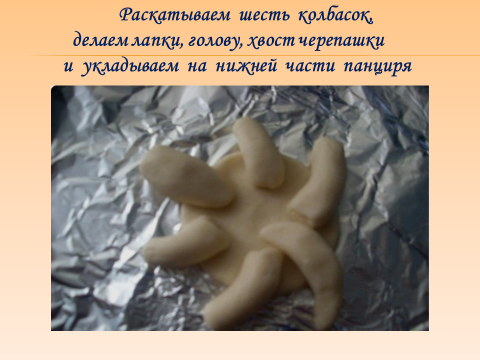 Раскатываем шесть колбасок,
делаем лапки, голову, хвост черепашки
и укладываем на нижней части панциря